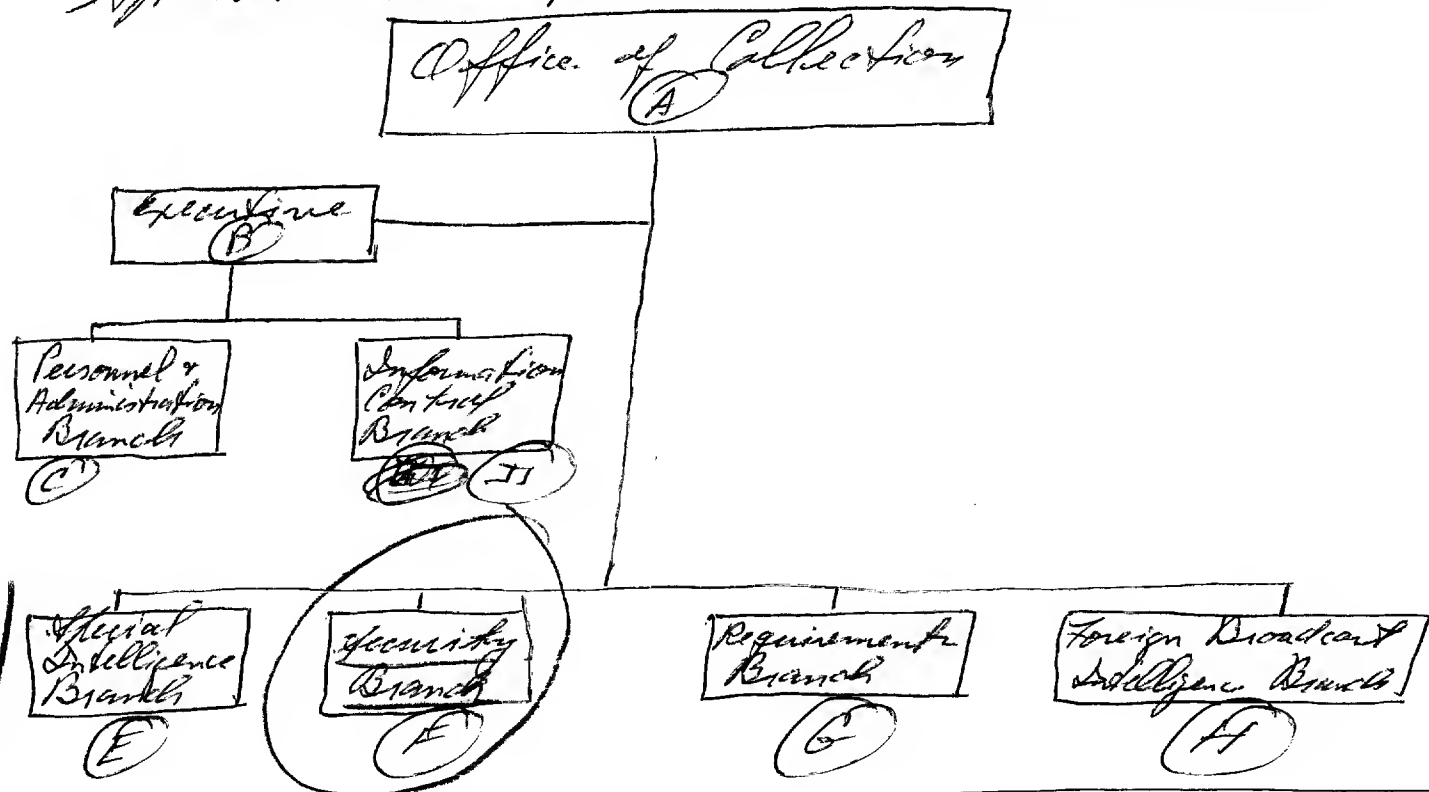 Office of Collection
A
Executive
B
Personnel &
Administration
Branch
C
Information
Control
Branch
Special
Intelligence
Branch
E
Security
Branch
F
Requirements
Branch
G
Foreign Broadcast
Intelligence Branch
H